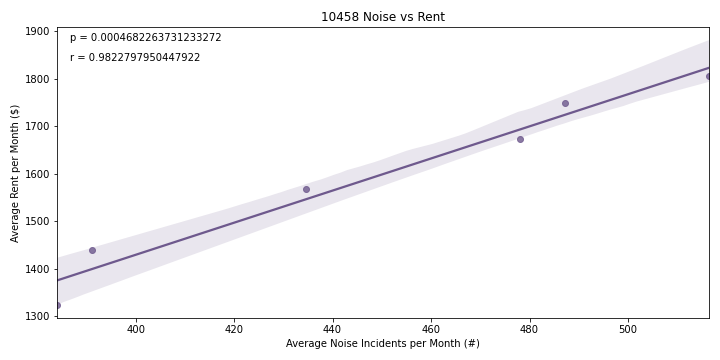 10458 Noise vs Rent
p = 0.0004682263731233272
r = 0.9822797950447922
1900
1800
1700
1600
1500
1400
1300
Average Rent per Month ($)
400 420 440 460 480 500
Average Noise Incidents per Month (#)